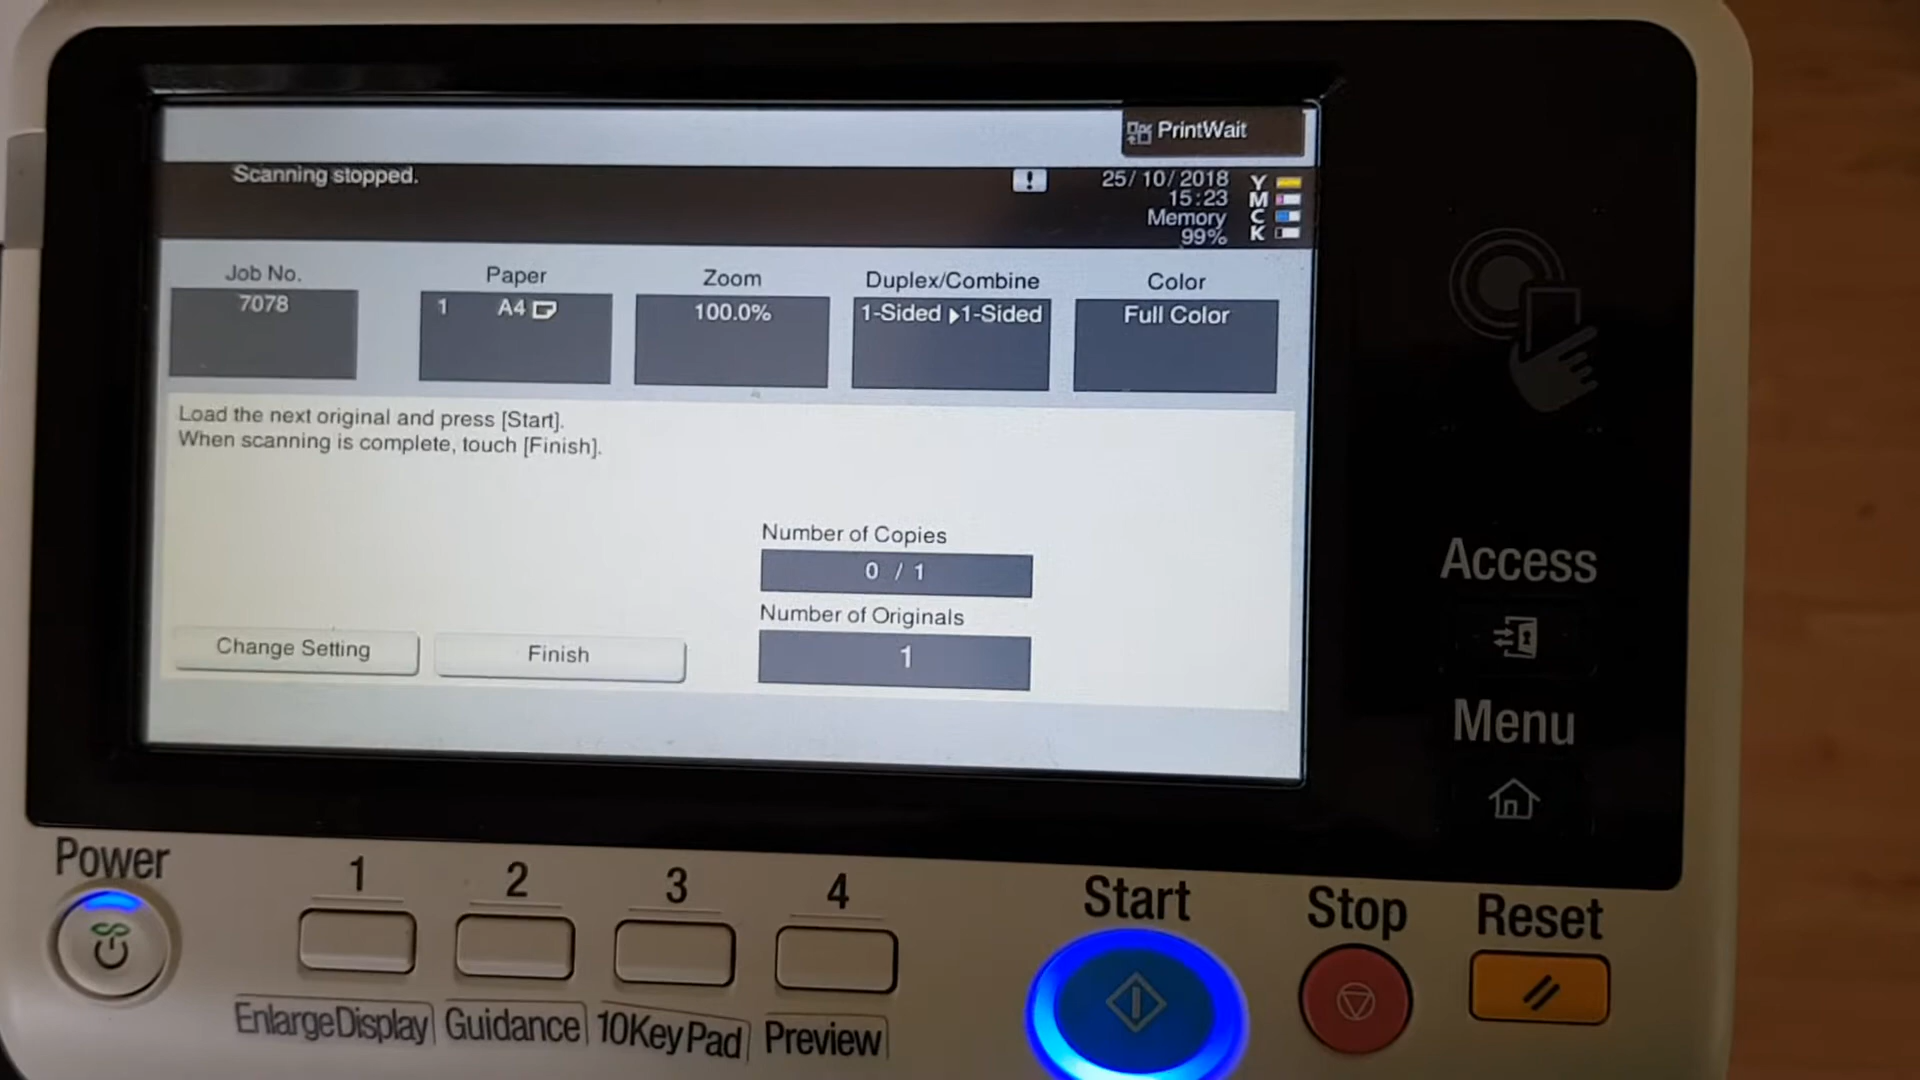 PrintWait
Scanning stopped.
!
25/10/2018
15:23
Memory
99%
Y
M
C
K
Job No.
7078
Paper
1 A4
Zoom
100.0%
Duplex/Combine
1-Sided ▶1-Sided
Color
Full Color
Load the next original and press [Start].
When scanning is complete, touch [Finish].
Number of Copies
0 / 1
Number of Originals
1
Change Setting
Finish
Access
Menu
Power
1
2
3
4
Start
Stop
Reset
EnlargeDisplay
Guidance
10KeyPad
Preview